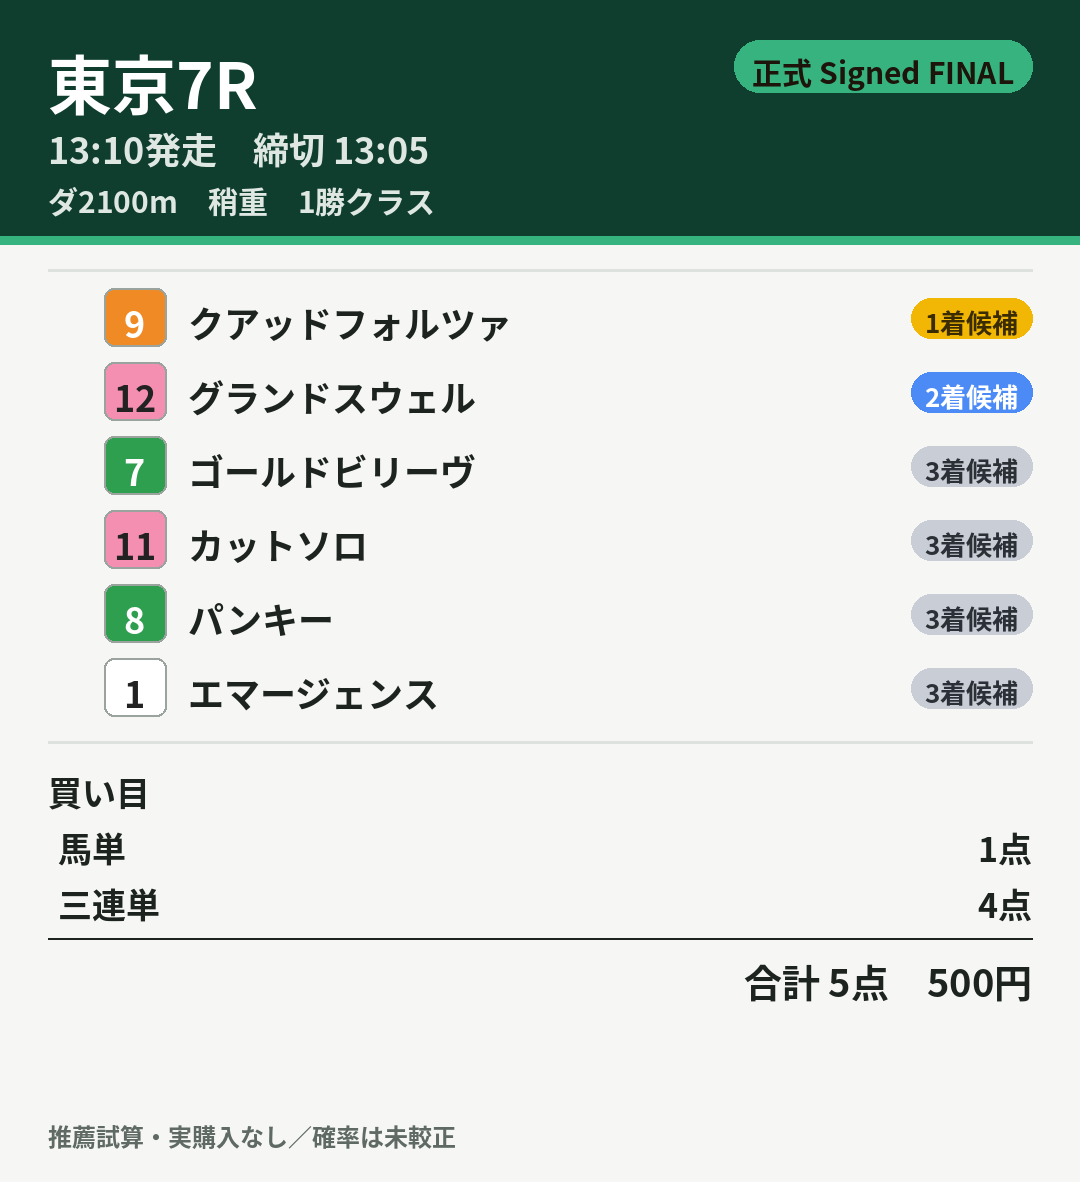 東京7R
正式 Signed FINAL
13:10発走 締切 13:05
ダ2100m 稍重 1勝クラス
9 クアッドフォルツァ 1着候補
12 グランドスウェル 2着候補
7 ゴールドビリーヴ 3着候補
11 カットソロ 3着候補
8 パンキー 3着候補
1 エマージェンス 3着候補
買い目
馬単 1点
三連単 4点
合計 5点 500円
推薦試算・実購入なし／確率は未較正